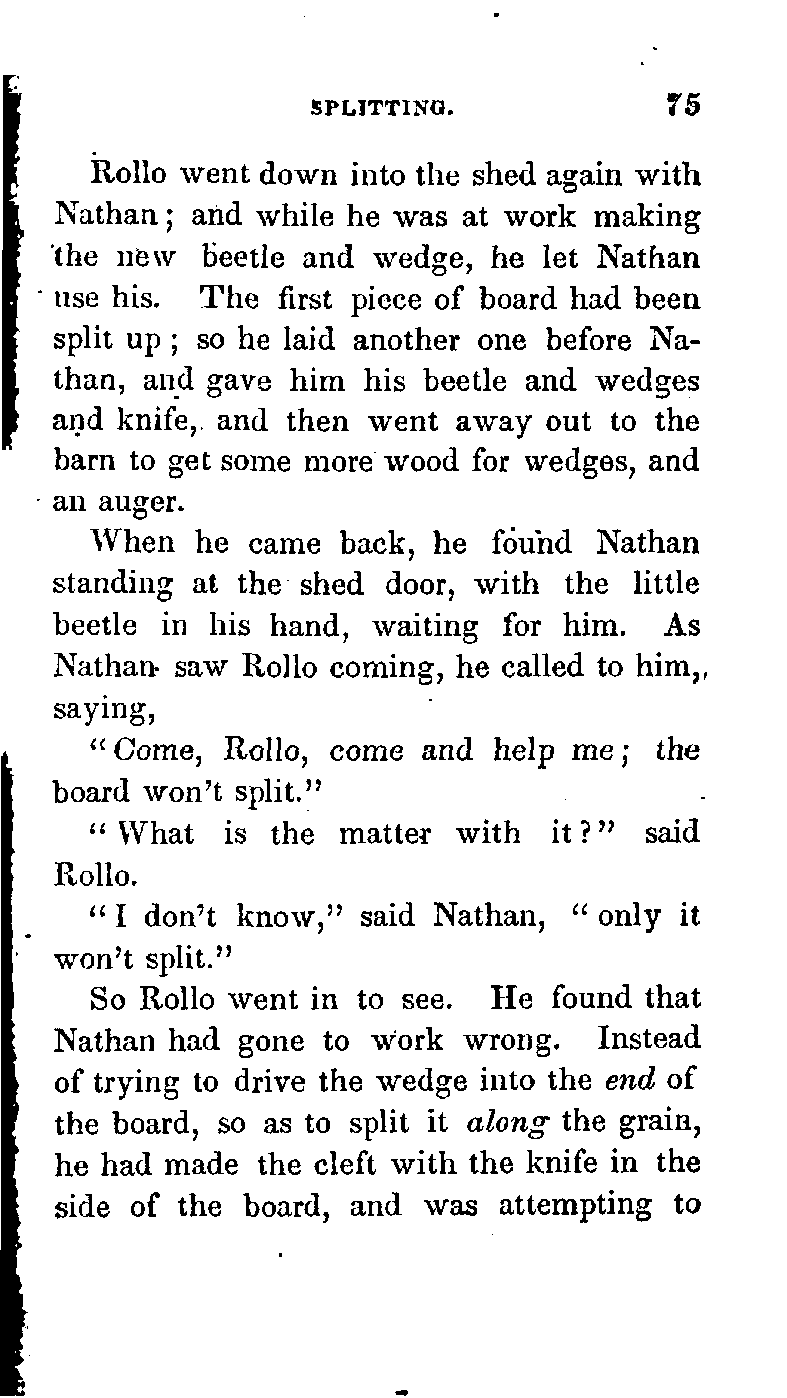 SPLITTING. 75
Rollo went down into the shed again with
Nathan; and while he was at work making
the new beetle and wedge, he let Nathan
use his. The first piece of board had been
split up; so he laid another one before Na-
than, and gave him his beetle and wedges
and knife, and then went away out to the
barn to get some more wood for wedges, and
an auger.
When he came back, he found Nathan
standing at the shed door, with the little
beetle in his hand, waiting for him. As
Nathan saw Rollo coming, he called to him,
saying,
"Come, Rollo, come and help me; the
board won't split."
"What is the matter with it?" said
Rollo.
"I don't know," said Nathan, "only it
won't split."
So Rollo went in to see. He found that
Nathan had gone to work wrong. Instead
of trying to drive the wedge into the end of
the board, so as to split it along the grain,
he had made the cleft with the knife in the
side of the board, and was attempting to